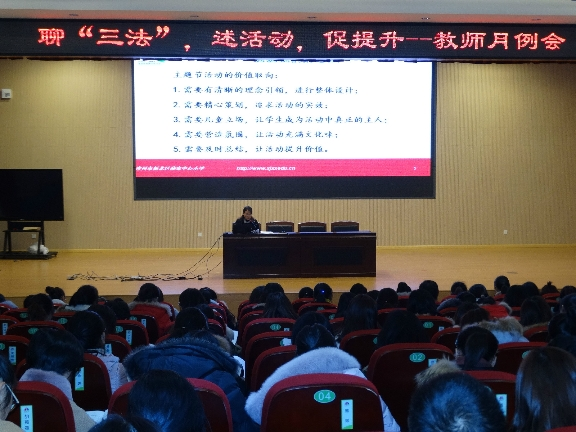 聊“三法”，述活动，促提升--教师月例会
主题节活动的价值取向：
1. 需要有清晰的理念引领，进行整体设计；
2. 需要精心策划，追求活动的实效；
3. 需要儿童立场，让学生成为活动中真正的主人；
4. 需要营造氛围，让活动充满文化味；
5. 需要及时总结，让活动提升价值。
04
02